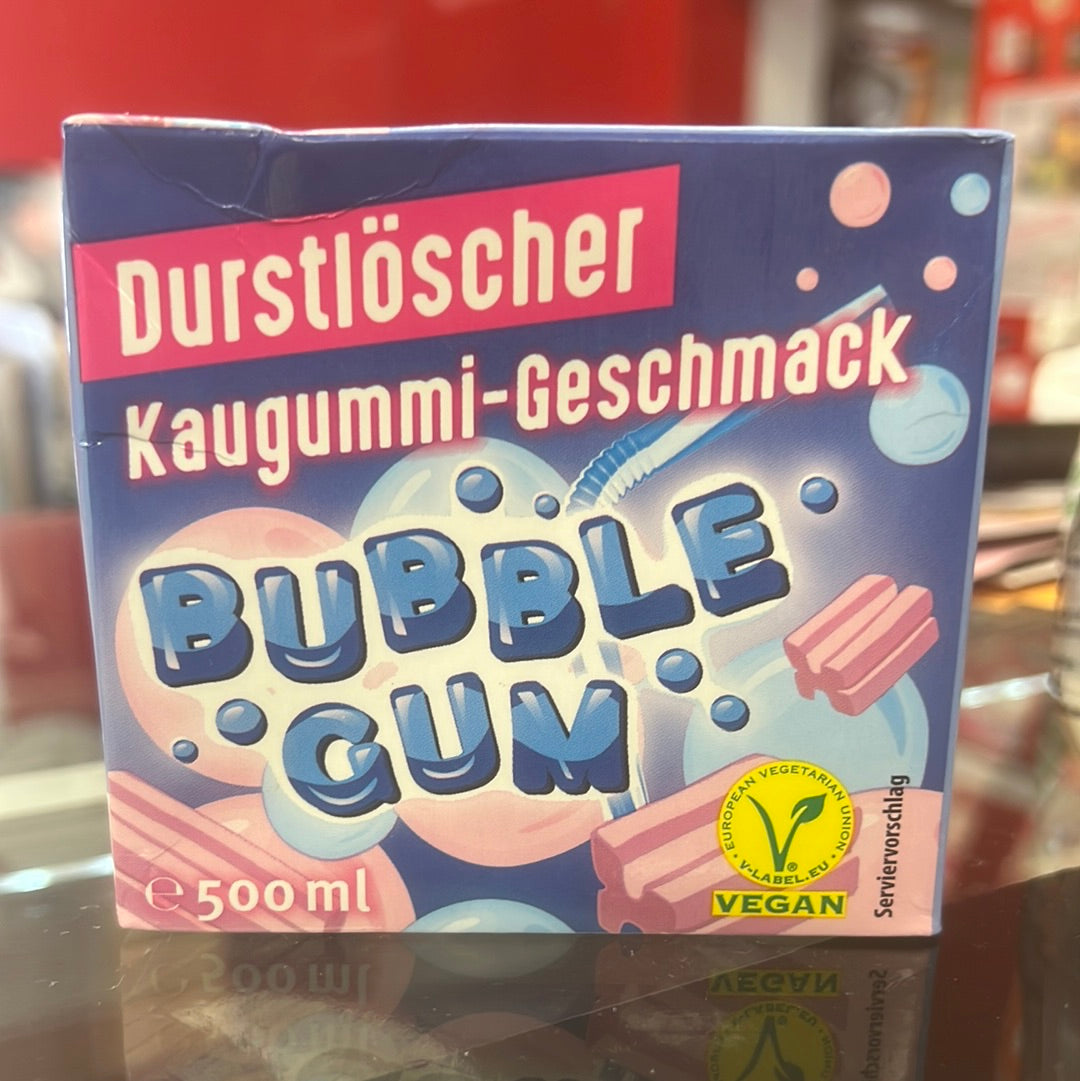 Durstlöscher
Kaugummi-Geschmack
BUBBLE
GUM
℮ 500 ml
EUROPEAN VEGETARIAN UNION
V-LABEL.EU
®
VEGAN
Serviervorschlag